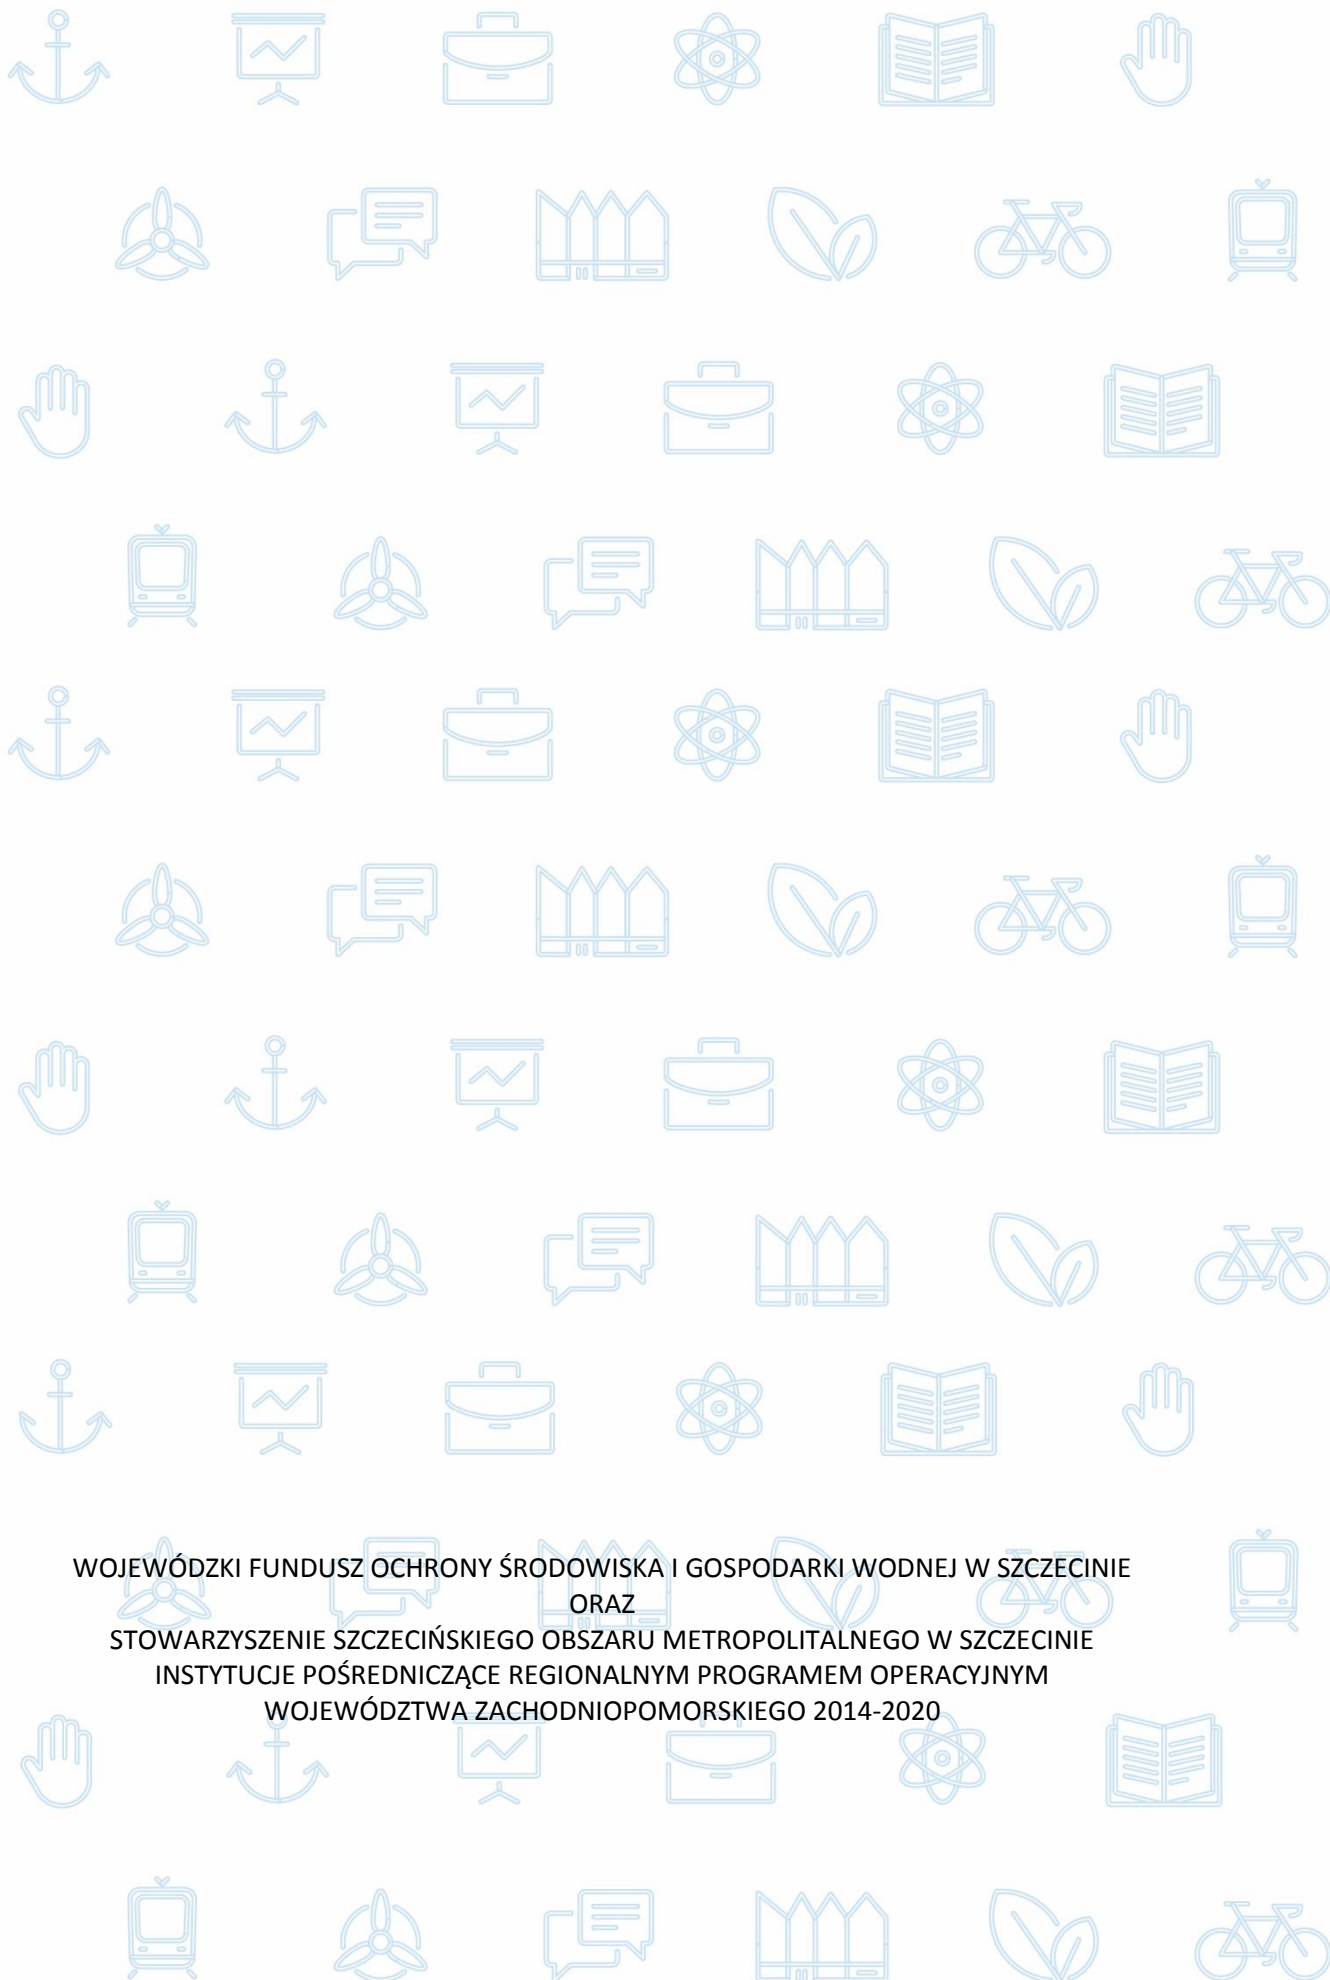 WOJEWÓDZKI FUNDUSZ OCHRONY ŚRODOWISKA I GOSPODARKI WODNEJ W SZCZECINIE
ORAZ
STOWARZYSZENIE SZCZECIŃSKIEGO OBSZARU METROPOLITALNEGO W SZCZECINIE
INSTYTUCJE POŚREDNICZĄCE REGIONALNYM PROGRAMEM OPERACYJNYM
WOJEWÓDZTWA ZACHODNIOPOMORSKIEGO 2014-2020